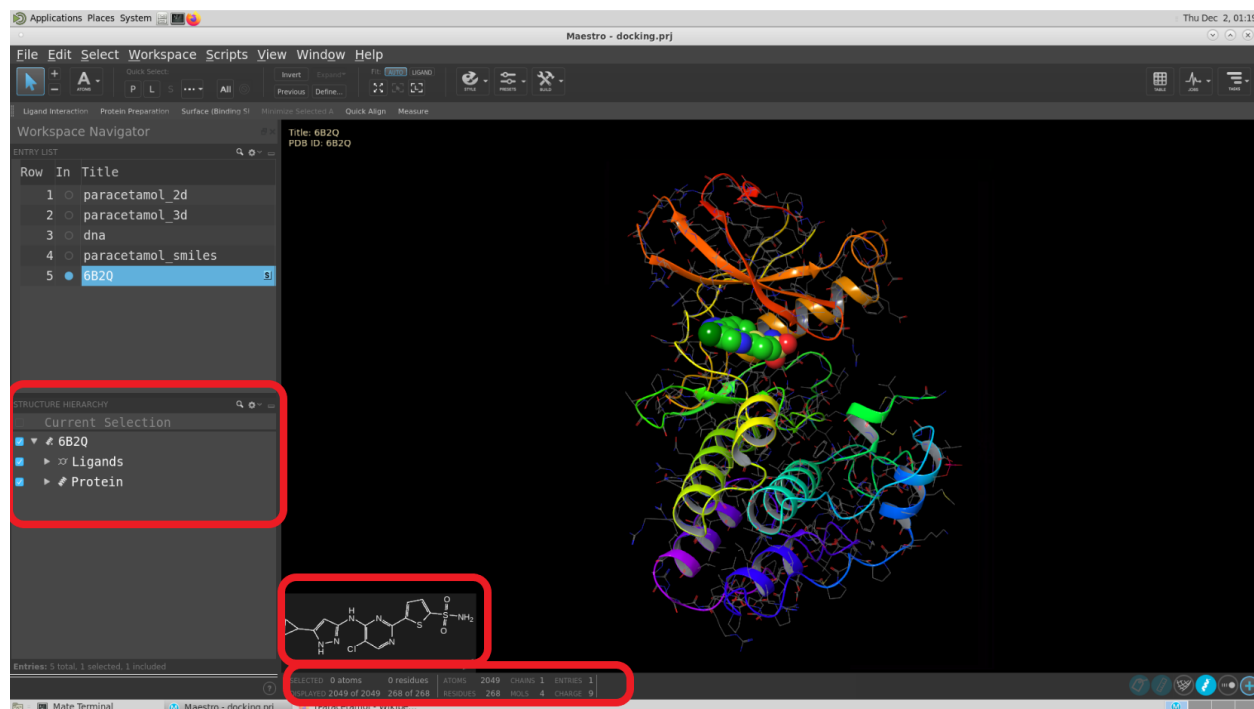 Applications Places System
Thu Dec 2, 01:19
Maestro - docking.prj
File Edit Select Workspace Scripts View Window Help
Quick Select
Invert Expand*
Fit: AUTO LIGAND
A
ATOMS
P L S ... All
Previous Define...
STYLE
PRESETS
BUILD
TABLE
JOBS
TASKS
Ligand Interaction Protein Preparation Surface (Binding S) Minimize Selected A Quick Align Measure
Workspace Navigator
Title: 6B2Q
PDB ID: 6B2Q
ENTRY LIST
Row In Title
1 paracetamol_2d
2 paracetamol_3d
3 dna
4 paracetamol_smiles
5 6B2Q S
STRUCTURE HIERARCHY
Current Selection
6B2Q
Ligands
Protein
H
N
N
O
S
NH2
O
S
N
N
N
H
Cl
Entries: 5 total, 1 selected, 1 included
SELECTED 0 atoms 0 residues ATOMS 2049 CHAINS 1 ENTRIES 1
DISPLAYED 2049 of 2049 268 of 268 RESIDUES 268 MOLS 4 CHARGE 9
Mate Terminal
Maestro - docking.prj